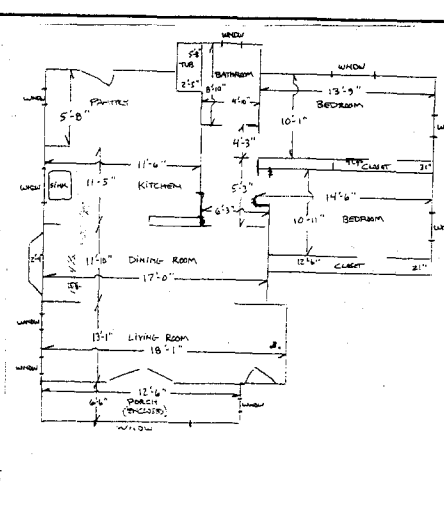 WNDW
5'-8"
TUB
BATHROOM
WNDW
2'-5"
8'-10"
13'-9"
WNDW
PANTRY
4'-10"
BEDROOM
5'-8"
10'-1"
4'-3"
11'-6"
CLOSET 21"
WNDW
SINK
11'-5"
KITCHEN
5'-3"
14'-6"
6'-3"
10'-11"
BEDROOM
11'-10"
DINING ROOM
12'-6"
CLOSET
21"
17'-0"
WNDW
13'-1"
LIVING ROOM
18'-1"
WNDW
12'-6"
6'-6"
PORCH
(ENCLOSED)
WNDW
WNDW